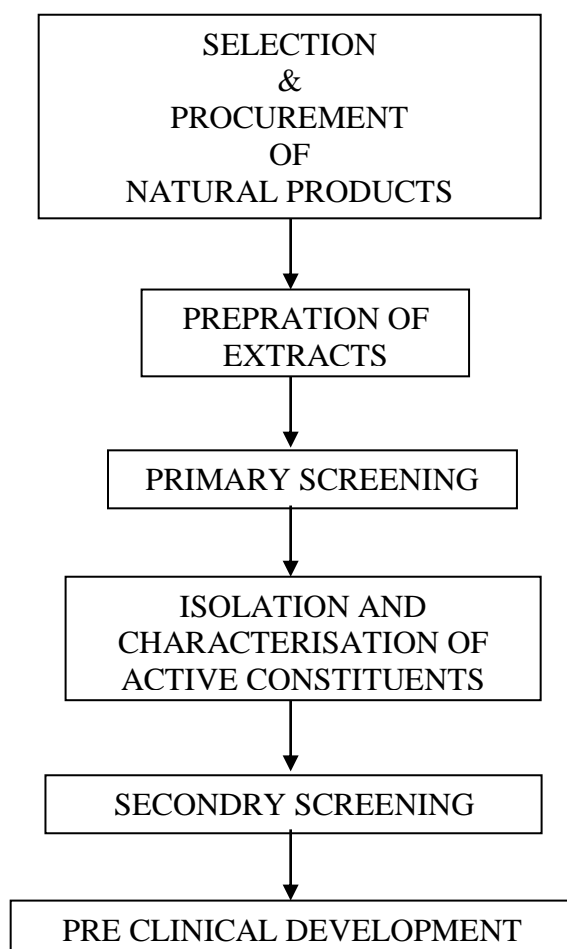 SELECTION
&
PROCUREMENT
OF
NATURAL PRODUCTS
PREPRATION OF
EXTRACTS
PRIMARY SCREENING
ISOLATION AND
CHARACTERISATION OF
ACTIVE CONSTITUENTS
SECONDRY SCREENING
PRE CLINICAL DEVELOPMENT